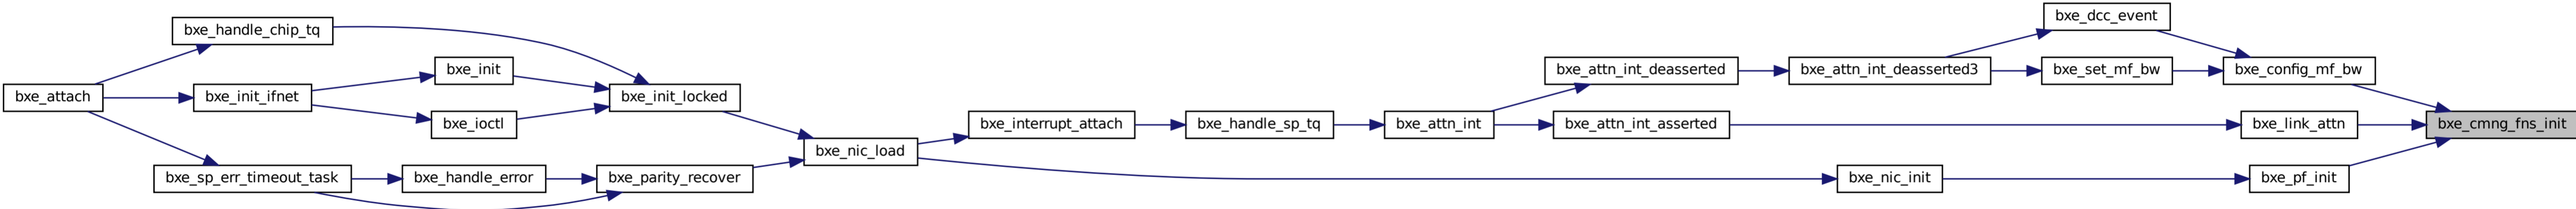 bxe_attach
bxe_handle_chip_tq
bxe_init_ifnet
bxe_sp_err_timeout_task
bxe_init
bxe_ioctl
bxe_handle_error
bxe_init_locked
bxe_parity_recover
bxe_nic_load
bxe_interrupt_attach
bxe_handle_sp_tq
bxe_attn_int
bxe_attn_int_deasserted
bxe_attn_int_asserted
bxe_attn_int_deasserted3
bxe_nic_init
bxe_dcc_event
bxe_set_mf_bw
bxe_config_mf_bw
bxe_link_attn
bxe_pf_init
bxe_cmng_fns_init